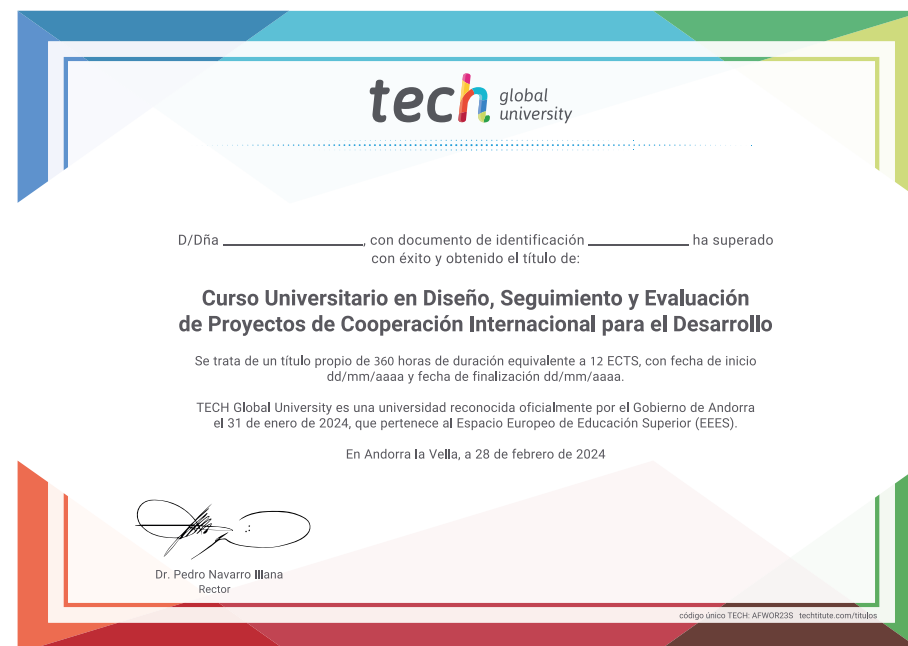 tech global
university
D/Dña ________________, con documento de identificación ____________ ha superado
con éxito y obtenido el título de:
Curso Universitario en Diseño, Seguimiento y Evaluación
de Proyectos de Cooperación Internacional para el Desarrollo
Se trata de un título propio de 360 horas de duración equivalente a 12 ECTS, con fecha de inicio
dd/mm/aaaa y fecha de finalización dd/mm/aaaa.
TECH Global University es una universidad reconocida oficialmente por el Gobierno de Andorra
el 31 de enero de 2024, que pertenece al Espacio Europeo de Educación Superior (EEES).
En Andorra la Vella, a 28 de febrero de 2024
Dr. Pedro Navarro Illana
Rector
código único TECH: AFWOR23S techtitute.com/titulos